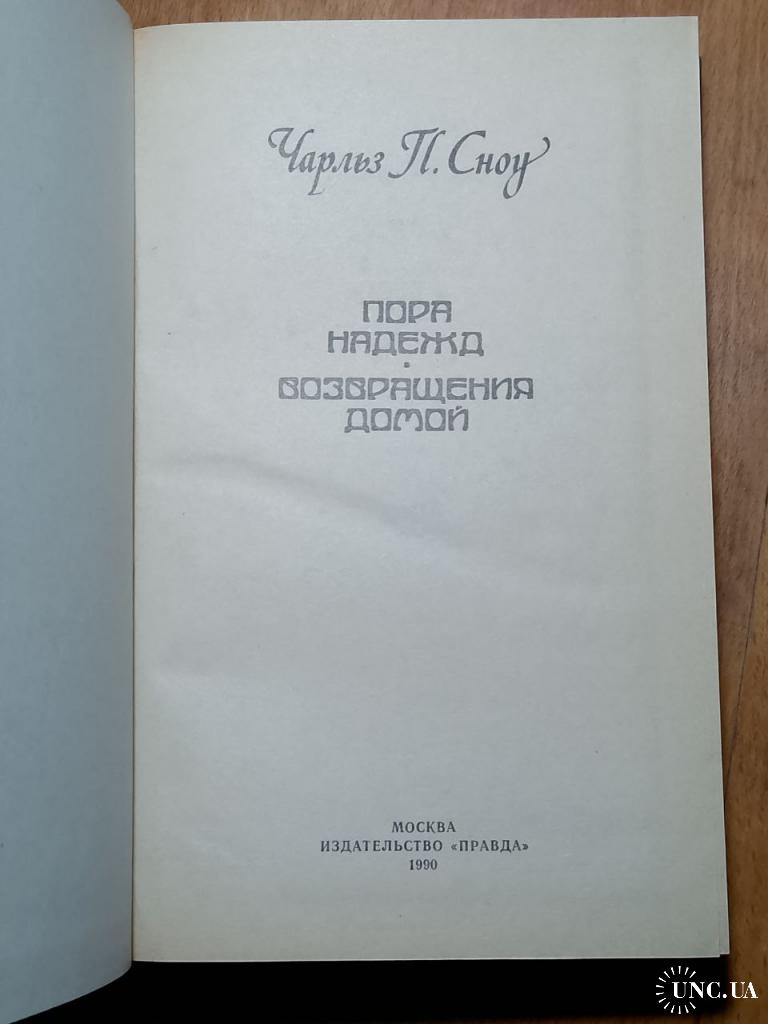 Чарльз П. Сноу
ПОРА
НАДЕЖД
·
ВОЗВРАЩЕНИЯ
ДОМОЙ
МОСКВА
ИЗДАТЕЛЬСТВО «ПРАВДА»
1990
UNC.UA